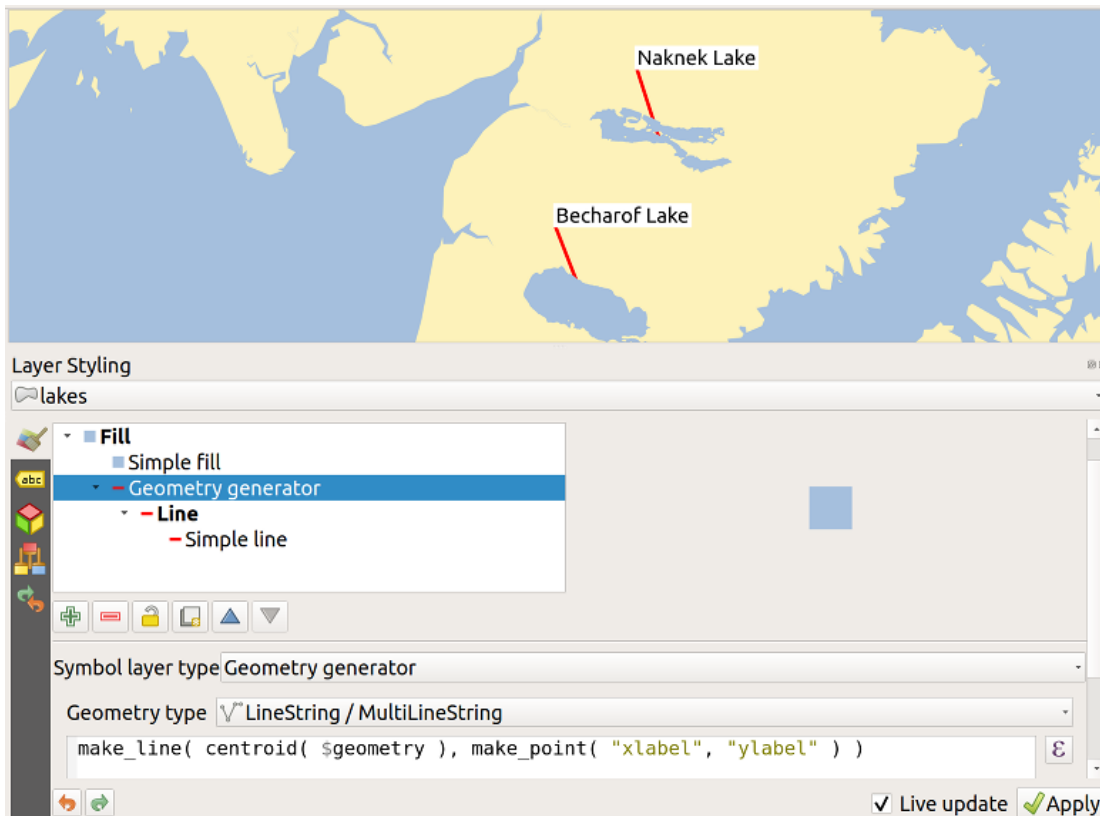 Naknek Lake
Becharof Lake
Layer Styling
lakes
abc
Fill
Simple fill
Geometry generator
Line
Simple line
Symbol layer type Geometry generator
Geometry type LineString / MultiLineString
make_line( centroid( $geometry ), make_point( "xlabel", "ylabel" ) )
ε
Live update Apply